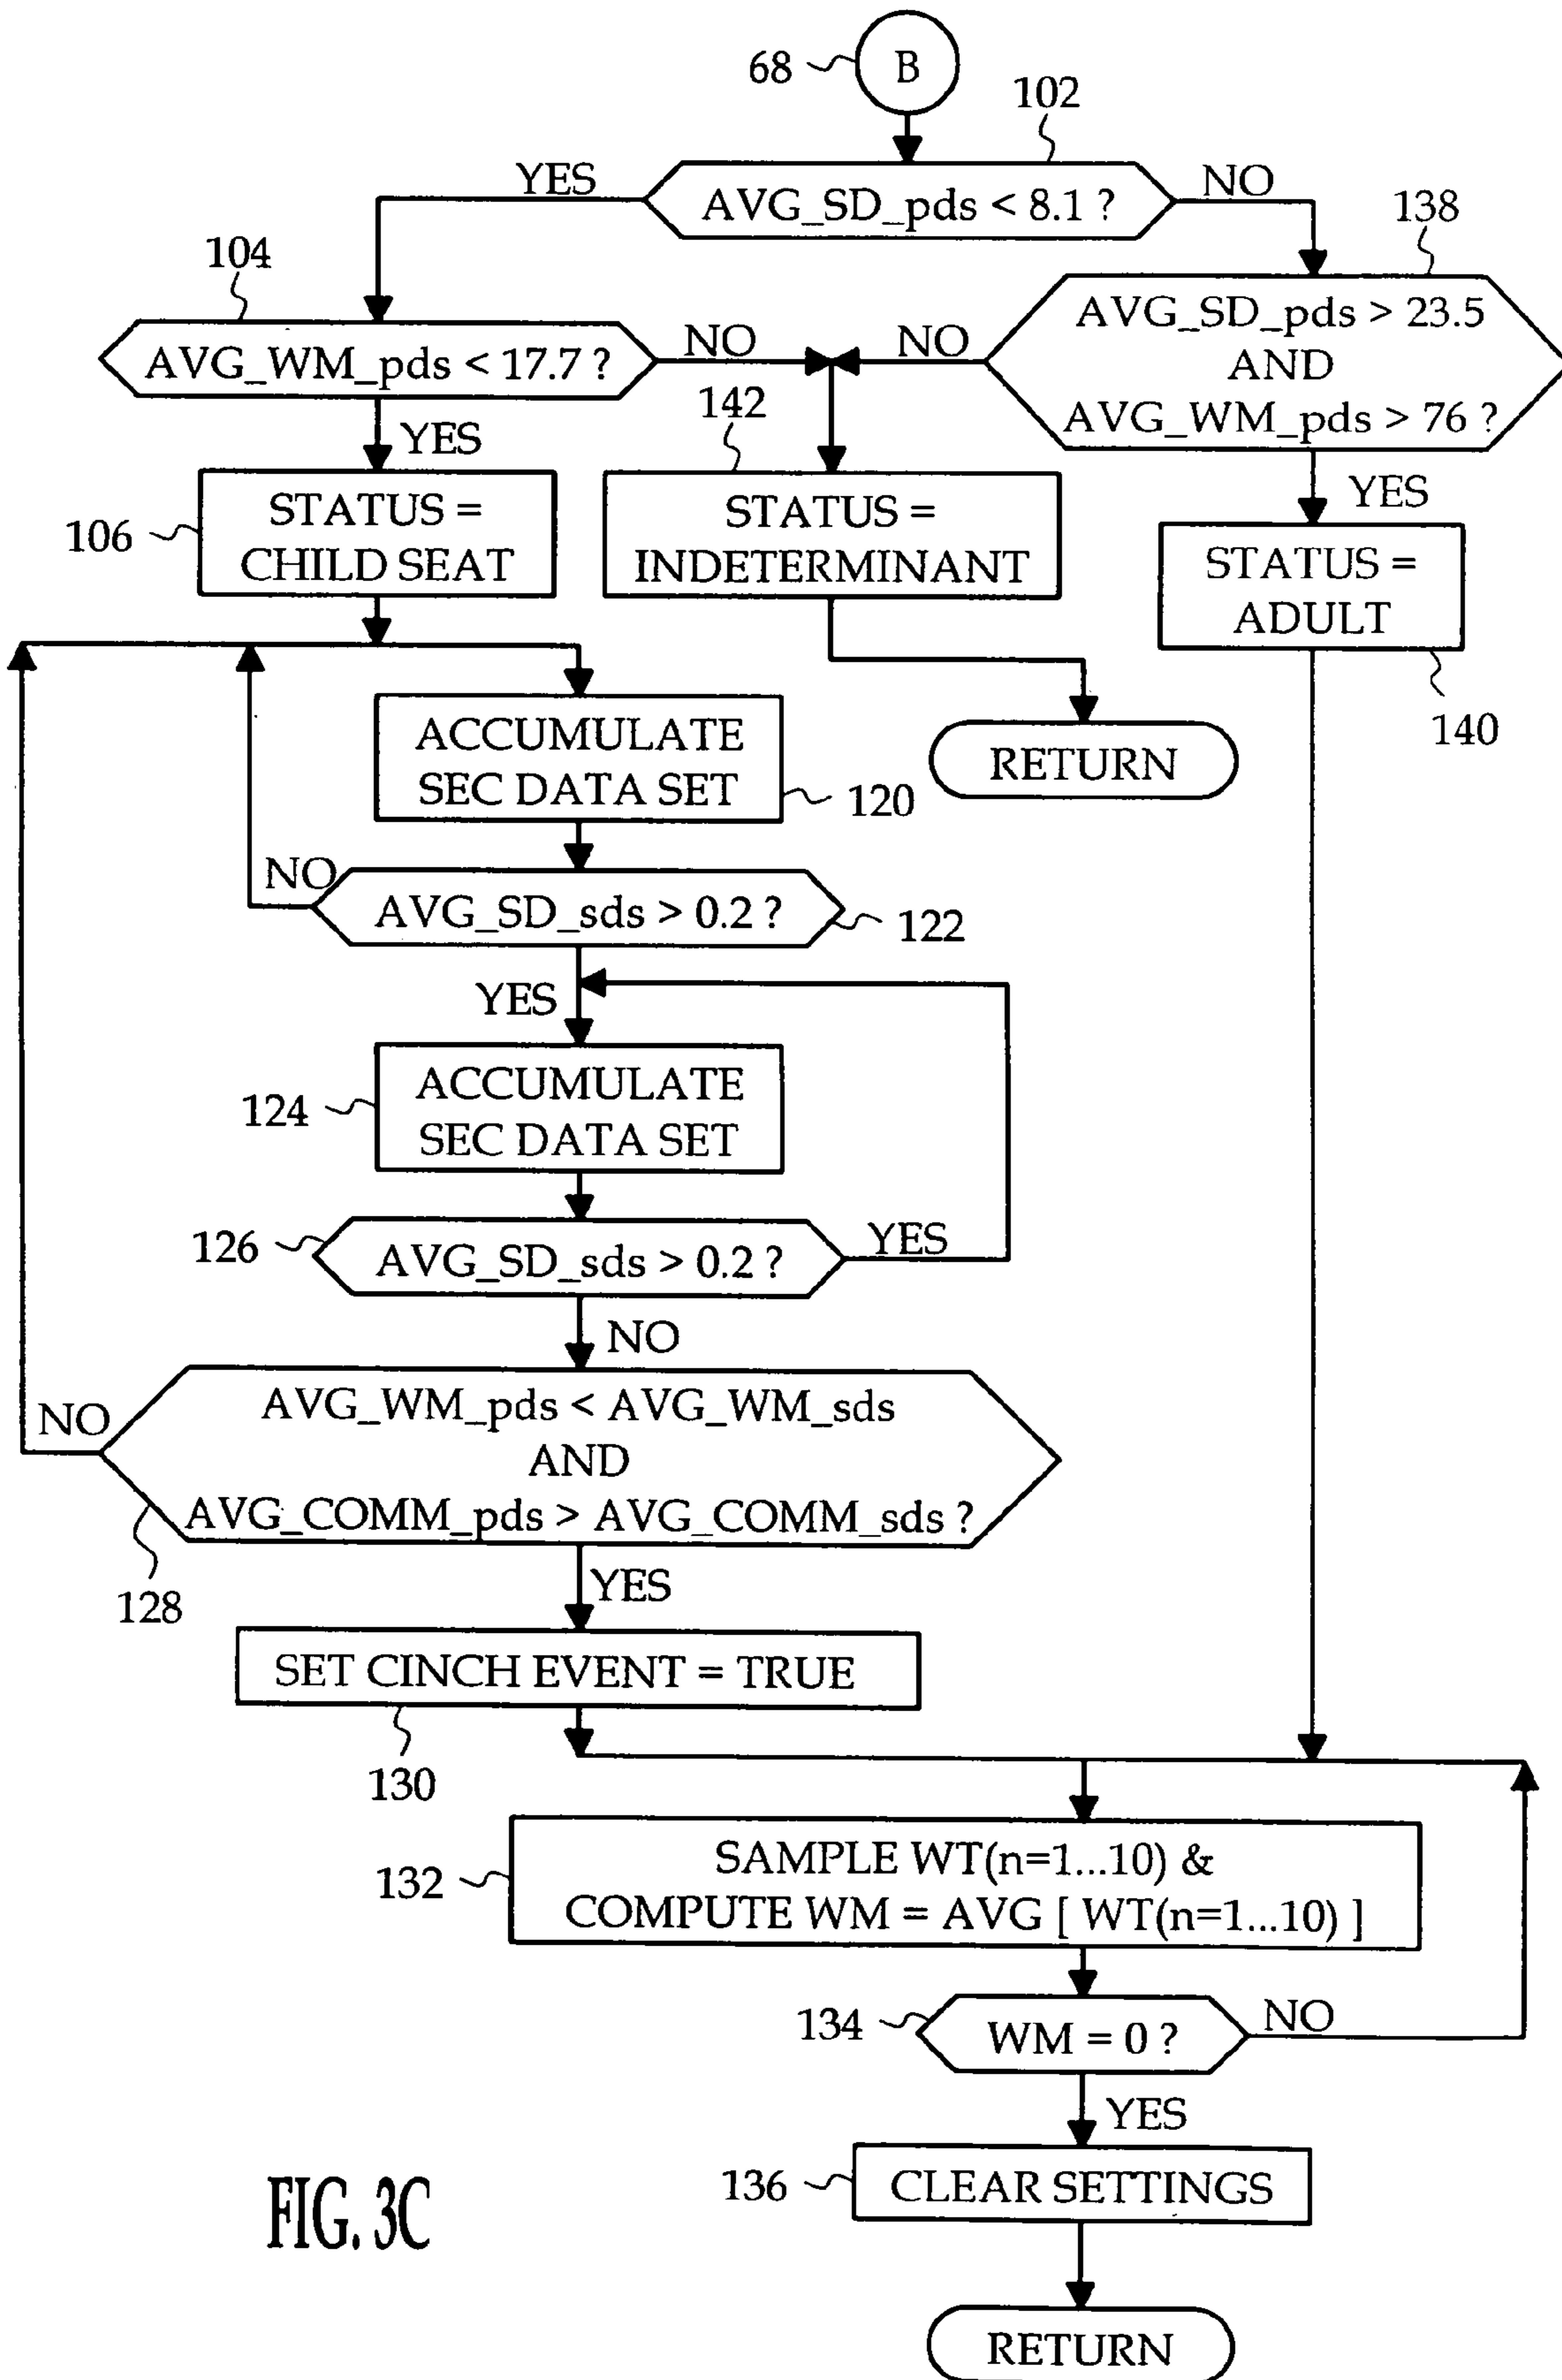 B
68
102
YES
AVG_SD_pds < 8.1 ?
NO
138
104
AVG_SD_pds > 23.5
AND
AVG_WM_pds > 76 ?
AVG_WM_pds < 17.7 ?
NO
NO
142
YES
YES
STATUS =
CHILD SEAT
106
STATUS =
INDETERMINANT
STATUS =
ADULT
140
ACCUMULATE
SEC DATA SET
120
RETURN
NO
AVG_SD_sds > 0.2 ?
122
YES
ACCUMULATE
SEC DATA SET
124
126
AVG_SD_sds > 0.2 ?
YES
NO
AVG_WM_pds < AVG_WM_sds
AND
AVG_COMM_pds > AVG_COMM_sds ?
NO
128
YES
SET CINCH EVENT = TRUE
130
SAMPLE WT(n=1...10) &
COMPUTE WM = AVG [ WT(n=1...10) ]
132
134
WM = 0 ?
NO
YES
136
CLEAR SETTINGS
FIG. 3C
RETURN